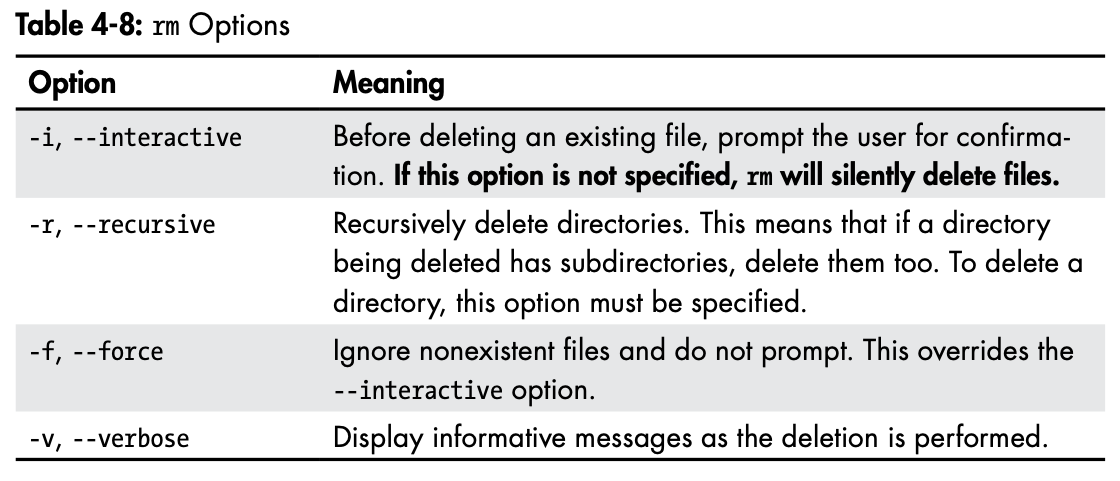 Table 4-8: rm Options
Option Meaning
-i, --interactive Before deleting an existing file, prompt the user for confirma-
tion. If this option is not specified, rm will silently delete files.
-r, --recursive Recursively delete directories. This means that if a directory
being deleted has subdirectories, delete them too. To delete a
directory, this option must be specified.
-f, --force Ignore nonexistent files and do not prompt. This overrides the
--interactive option.
-v, --verbose Display informative messages as the deletion is performed.